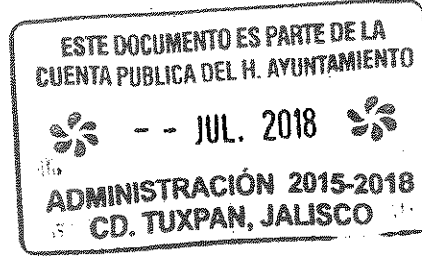 ESTE DOCUMENTO ES PARTE DE LA
CUENTA PUBLICA DEL H. AYUNTAMIENTO
- - JUL. 2018
ADMINISTRACIÓN 2015-2018
CD. TUXPAN, JALISCO